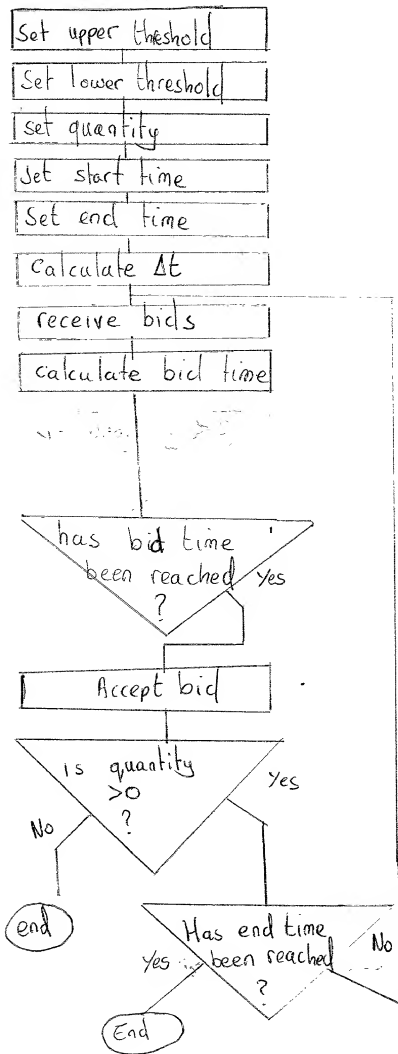 Set upper theshold
Set lower threshold
set quantity
Set start time
Set end time
Calculate Δt
receive bids
calculate bid time
has bid time
been reached
?
Yes
Accept bid
is quantity
>0
?
Yes
No
end
Has end time
been reached
?
No
Yes
End